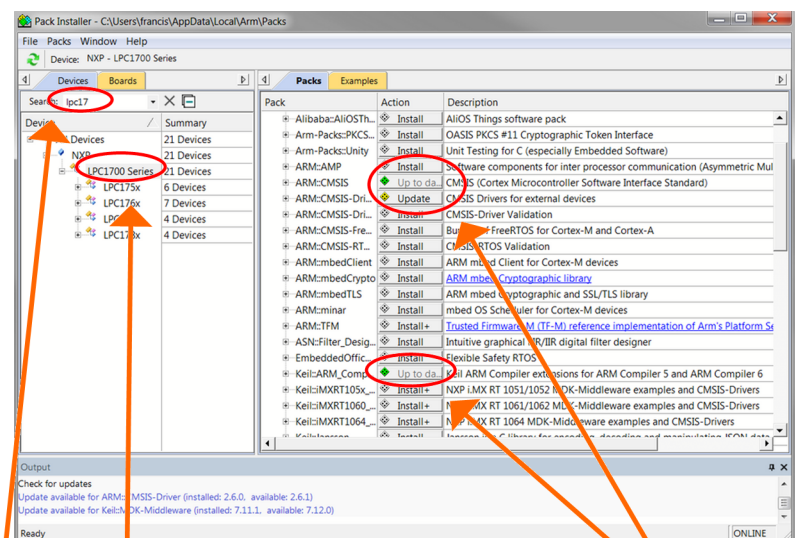 Pack Installer - C:\Users\francis\AppData\Local\Arm\Packs
File Packs Window Help
Device: NXP - LPC1700 Series
Devices Boards
Search: lpc17
Device / Summary
Devices 21 Devices
NXP 21 Devices
LPC1700 Series 21 Devices
LPC175x 6 Devices
LPC176x 7 Devices
4 Devices
4 Devices
Packs Examples
Pack Action Description
Alibaba::AliOSTh... Install AliOS Things software pack
Arm-Packs::PKCS... Install OASIS PKCS #11 Cryptographic Token Interface
Arm-Packs::Unity Install Unit Testing for C (especially Embedded Software)
ARM::AMP Install Software components for inter processor communication (Asymmetric Mul
ARM::CMSIS Up to da... CMSIS (Cortex Microcontroller Software Interface Standard)
ARM::CMSIS-Dri... Update CMSIS Drivers for external devices
ARM::CMSIS-Dri... Install CMSIS-Driver Validation
ARM::CMSIS-Fre... Install Bundle of FreeRTOS for Cortex-M and Cortex-A
ARM::CMSIS-RT... Install CMSIS-RTOS Validation
ARM::mbedClient Install ARM mbed Client for Cortex-M devices
ARM::mbedCrypto Install ARM mbed Cryptographic library
ARM::mbedTLS Install ARM mbed Cryptographic and SSL/TLS library
ARM::minar Install mbed OS Scheduler for Cortex-M devices
ARM::TFM Install+ Trusted Firmware-M (TF-M) reference implementation of Arm's Platform Se
ASN::Filter_Desig... Install Intuitive graphical FIR/IIR digital filter designer
EmbeddedOffic... Install Flexible Safety RTOS
Keil::ARM_Comp... Up to da... Keil ARM Compiler extensions for ARM Compiler 5 and ARM Compiler 6
Keil::iMXRT105x_... Install+ NXP i.MX RT 1051/1052 MDK-Middleware examples and CMSIS-Drivers
Keil::iMXRT1060_... Install+ NXP i.MX RT 1061/1062 MDK-Middleware examples and CMSIS-Drivers
Keil::iMXRT1064_... Install+ NXP i.MX RT 1064 MDK-Middleware examples and CMSIS-Drivers
Keil::Jansson Install Jansson is a C library for encoding, decoding and manipulating JSON data
Output
Check for updates
Update available for ARM::CMSIS-Driver (installed: 2.6.0, available: 2.6.1)
Update available for Keil::MDK-Middleware (installed: 7.11.1, available: 7.12.0)
Ready ONLINE